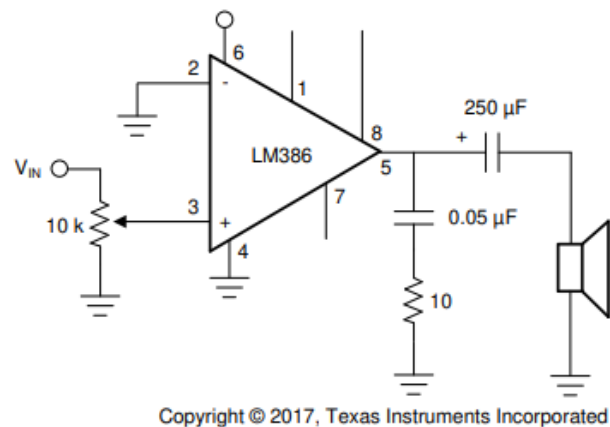 6
2
-
1
250 µF
8
+
LM386
5
V_IN
7
3
0.05 µF
10 k
+
4
10
Copyright © 2017, Texas Instruments Incorporated